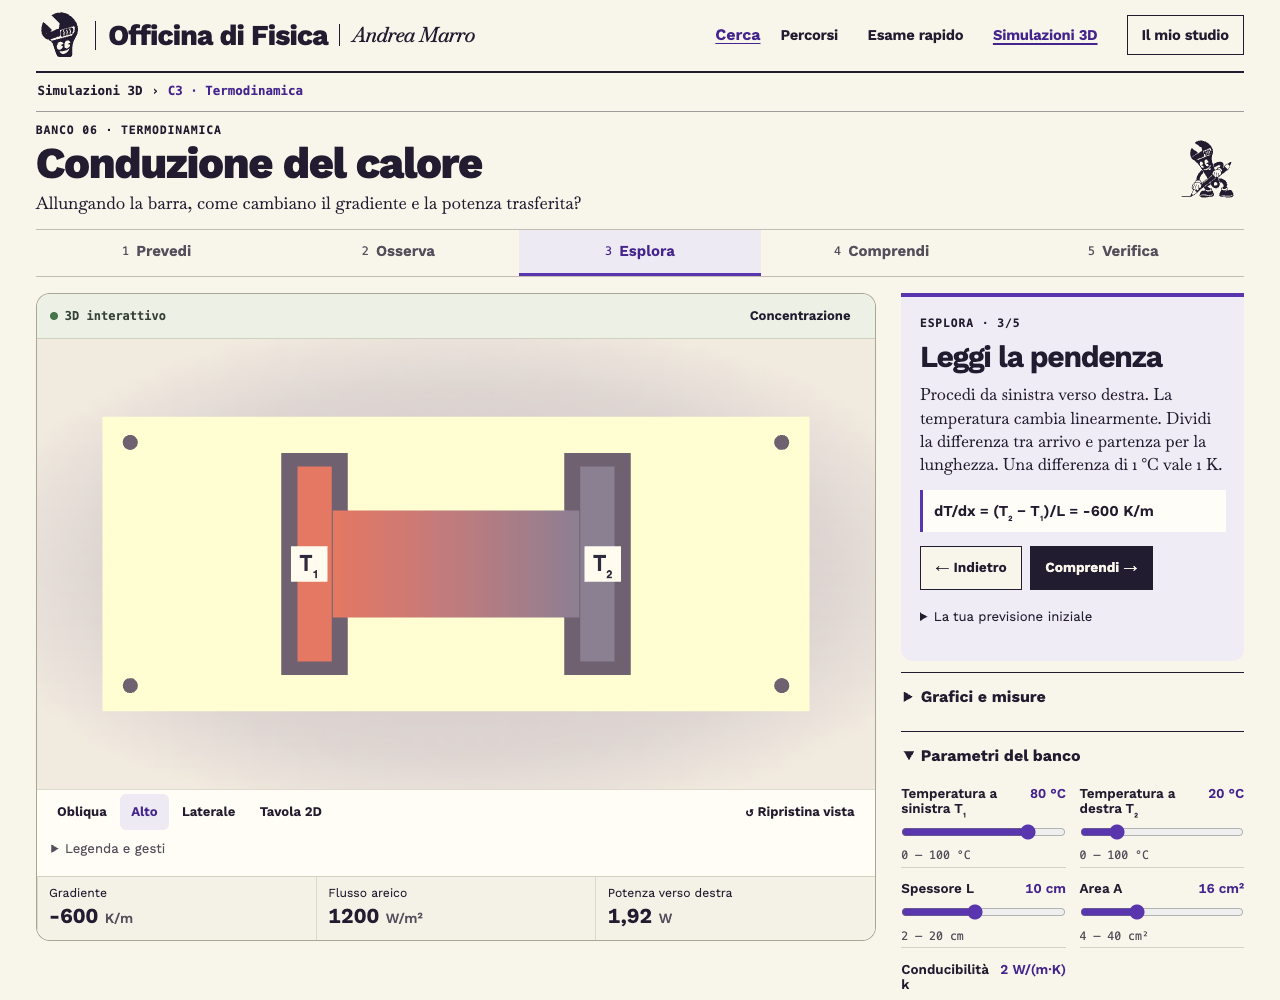 Officina di Fisica
Andrea Marro
Cerca
Percorsi
Esame rapido
Simulazioni 3D
Il mio studio
Simulazioni 3D › C3 · Termodinamica
BANCO 06 · TERMODINAMICA
Conduzione del calore
Allungando la barra, come cambiano il gradiente e la potenza trasferita?
1 Prevedi
2 Osserva
3 Esplora
4 Comprendi
5 Verifica
3D interattivo
Concentrazione
T₁
T₂
Obliqua
Alto
Laterale
Tavola 2D
↺ Ripristina vista
▶ Legenda e gesti
Gradiente
-600 K/m
Flusso areico
1200 W/m²
Potenza verso destra
1,92 W
ESPLORA · 3/5
Leggi la pendenza
Procedi da sinistra verso destra. La
temperatura cambia linearmente. Dividi
la differenza tra arrivo e partenza per la
lunghezza. Una differenza di 1 °C vale 1 K.
dT/dx = (T₂ − T₁)/L = -600 K/m
← Indietro
Comprendi →
▶ La tua previsione iniziale
▶ Grafici e misure
▼ Parametri del banco
Temperatura a
sinistra T₁
80 °C
0 — 100 °C
Temperatura a
destra T₂
20 °C
0 — 100 °C
Spessore L
10 cm
2 — 20 cm
Area A
16 cm²
4 — 40 cm²
Conducibilità
k
2 W/(m·K)